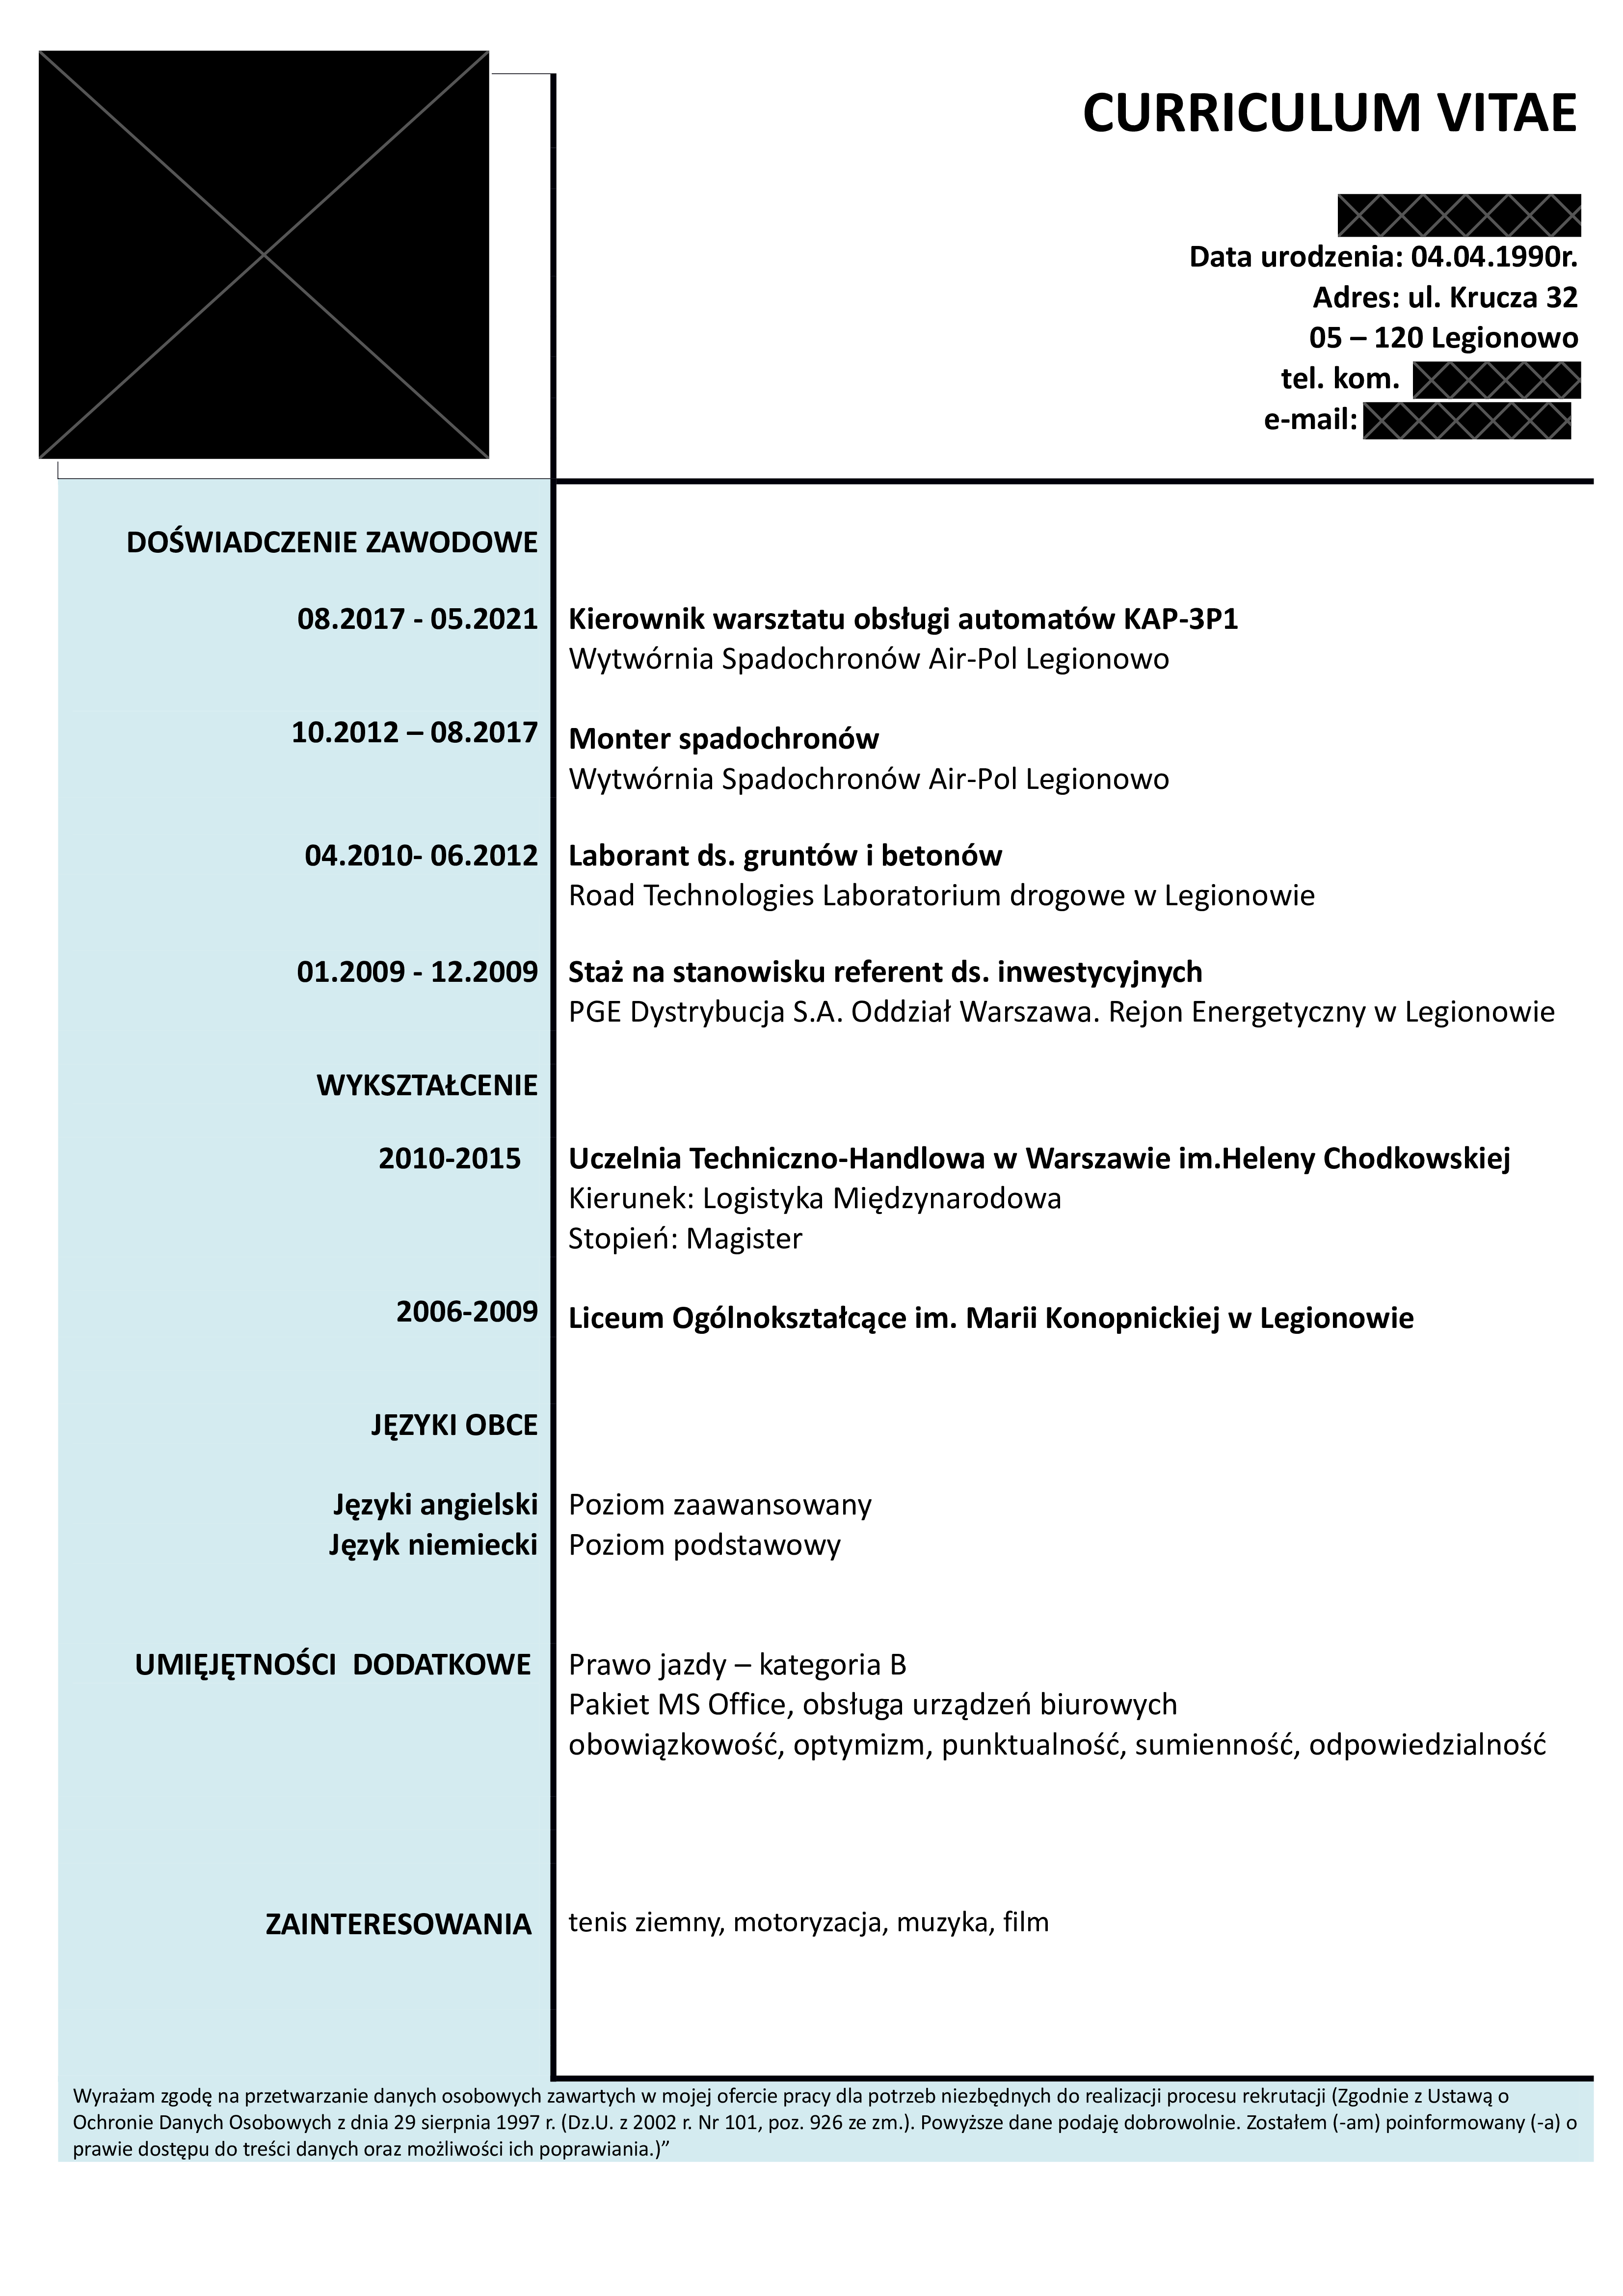 CURRICULUM VITAE
Data urodzenia: 04.04.1990r.
Adres: ul. Krucza 32
05 – 120 Legionowo
tel. kom.
e-mail:
DOŚWIADCZENIE ZAWODOWE
08.2017 - 05.2021 Kierownik warsztatu obsługi automatów KAP-3P1
Wytwórnia Spadochronów Air-Pol Legionowo
10.2012 – 08.2017 Monter spadochronów
Wytwórnia Spadochronów Air-Pol Legionowo
04.2010- 06.2012 Laborant ds. gruntów i betonów
Road Technologies Laboratorium drogowe w Legionowie
01.2009 - 12.2009 Staż na stanowisku referent ds. inwestycyjnych
PGE Dystrybucja S.A. Oddział Warszawa. Rejon Energetyczny w Legionowie
WYKSZTAŁCENIE
2010-2015 Uczelnia Techniczno-Handlowa w Warszawie im.Heleny Chodkowskiej
Kierunek: Logistyka Międzynarodowa
Stopień: Magister
2006-2009 Liceum Ogólnokształcące im. Marii Konopnickiej w Legionowie
JĘZYKI OBCE
Języki angielski Poziom zaawansowany
Język niemiecki Poziom podstawowy
UMIĘJĘTNOŚCI DODATKOWE Prawo jazdy – kategoria B
Pakiet MS Office, obsługa urządzeń biurowych
obowiązkowość, optymizm, punktualność, sumienność, odpowiedzialność
ZAINTERESOWANIA tenis ziemny, motoryzacja, muzyka, film
Wyrażam zgodę na przetwarzanie danych osobowych zawartych w mojej ofercie pracy dla potrzeb niezbędnych do realizacji procesu rekrutacji (Zgodnie z Ustawą o
Ochronie Danych Osobowych z dnia 29 sierpnia 1997 r. (Dz.U. z 2002 r. Nr 101, poz. 926 ze zm.). Powyższe dane podaję dobrowolnie. Zostałem (-am) poinformowany (-a) o
prawie dostępu do treści danych oraz możliwości ich poprawiania.)”